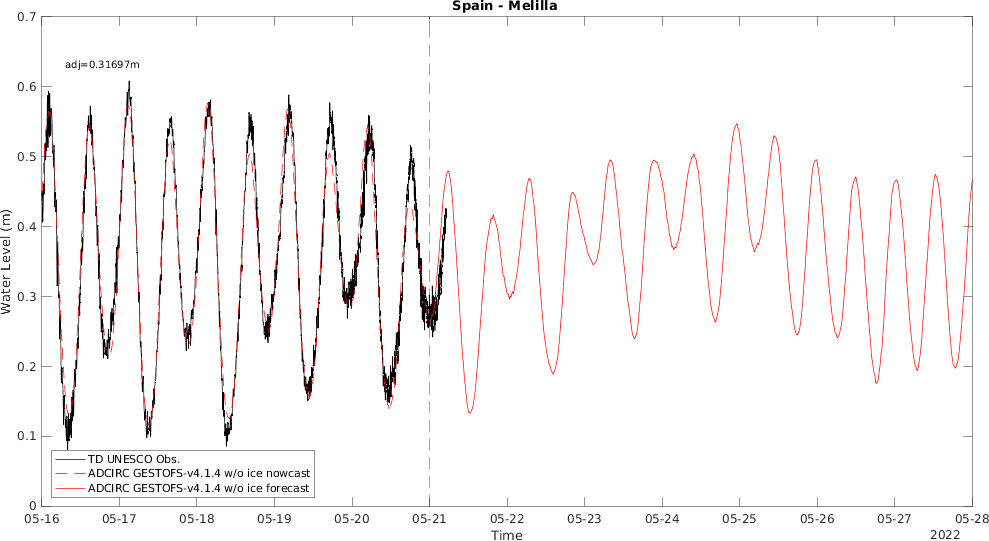 Spain - Melilla
0.7
0.6
0.5
0.4
0.3
0.2
0.1
0
Water Level (m)
adj=0.31697m
TD UNESCO Obs.
ADCIRC GESTOFS-v4.1.4 w/o ice nowcast
ADCIRC GESTOFS-v4.1.4 w/o ice forecast
05-16 05-17 05-18 05-19 05-20 05-21 05-22 05-23 05-24 05-25 05-26 05-27 05-28
Time
2022